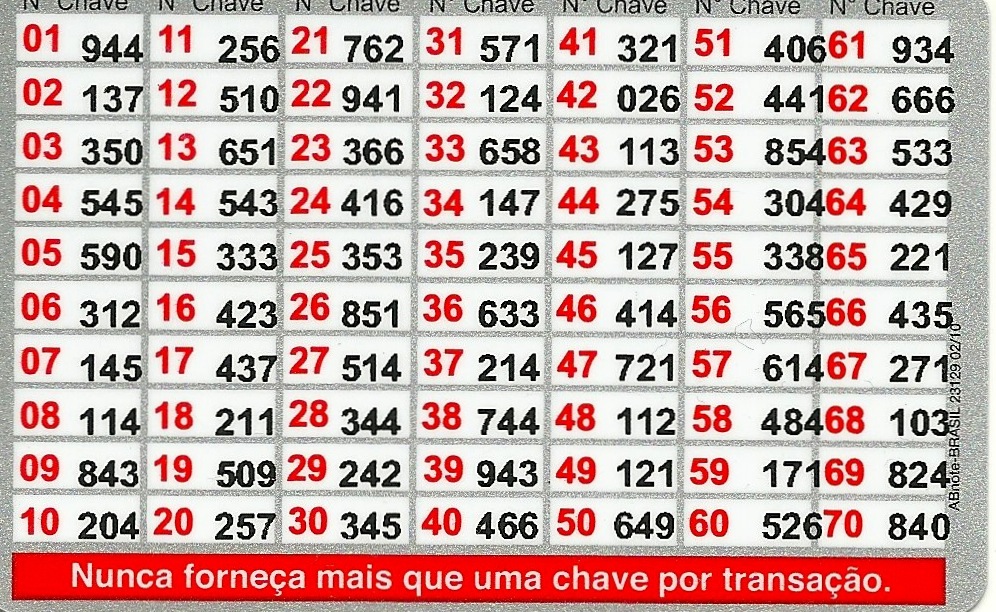 N° Chave N° Chave N° Chave N° Chave N° Chave N° Chave N° Chave
01 944 11 256 21 762 31 571 41 321 51 406 61 934
02 137 12 510 22 941 32 124 42 026 52 441 62 666
03 350 13 651 23 366 33 658 43 113 53 854 63 533
04 545 14 543 24 416 34 147 44 275 54 304 64 429
05 590 15 333 25 353 35 239 45 127 55 338 65 221
06 312 16 423 26 851 36 633 46 414 56 565 66 435
07 145 17 437 27 514 37 214 47 721 57 614 67 271
08 114 18 211 28 344 38 744 48 112 58 484 68 103
09 843 19 509 29 242 39 943 49 121 59 171 69 824
10 204 20 257 30 345 40 466 50 649 60 526 70 840
ABnote-BRASIL 23129 02/10
Nunca forneça mais que uma chave por transação.